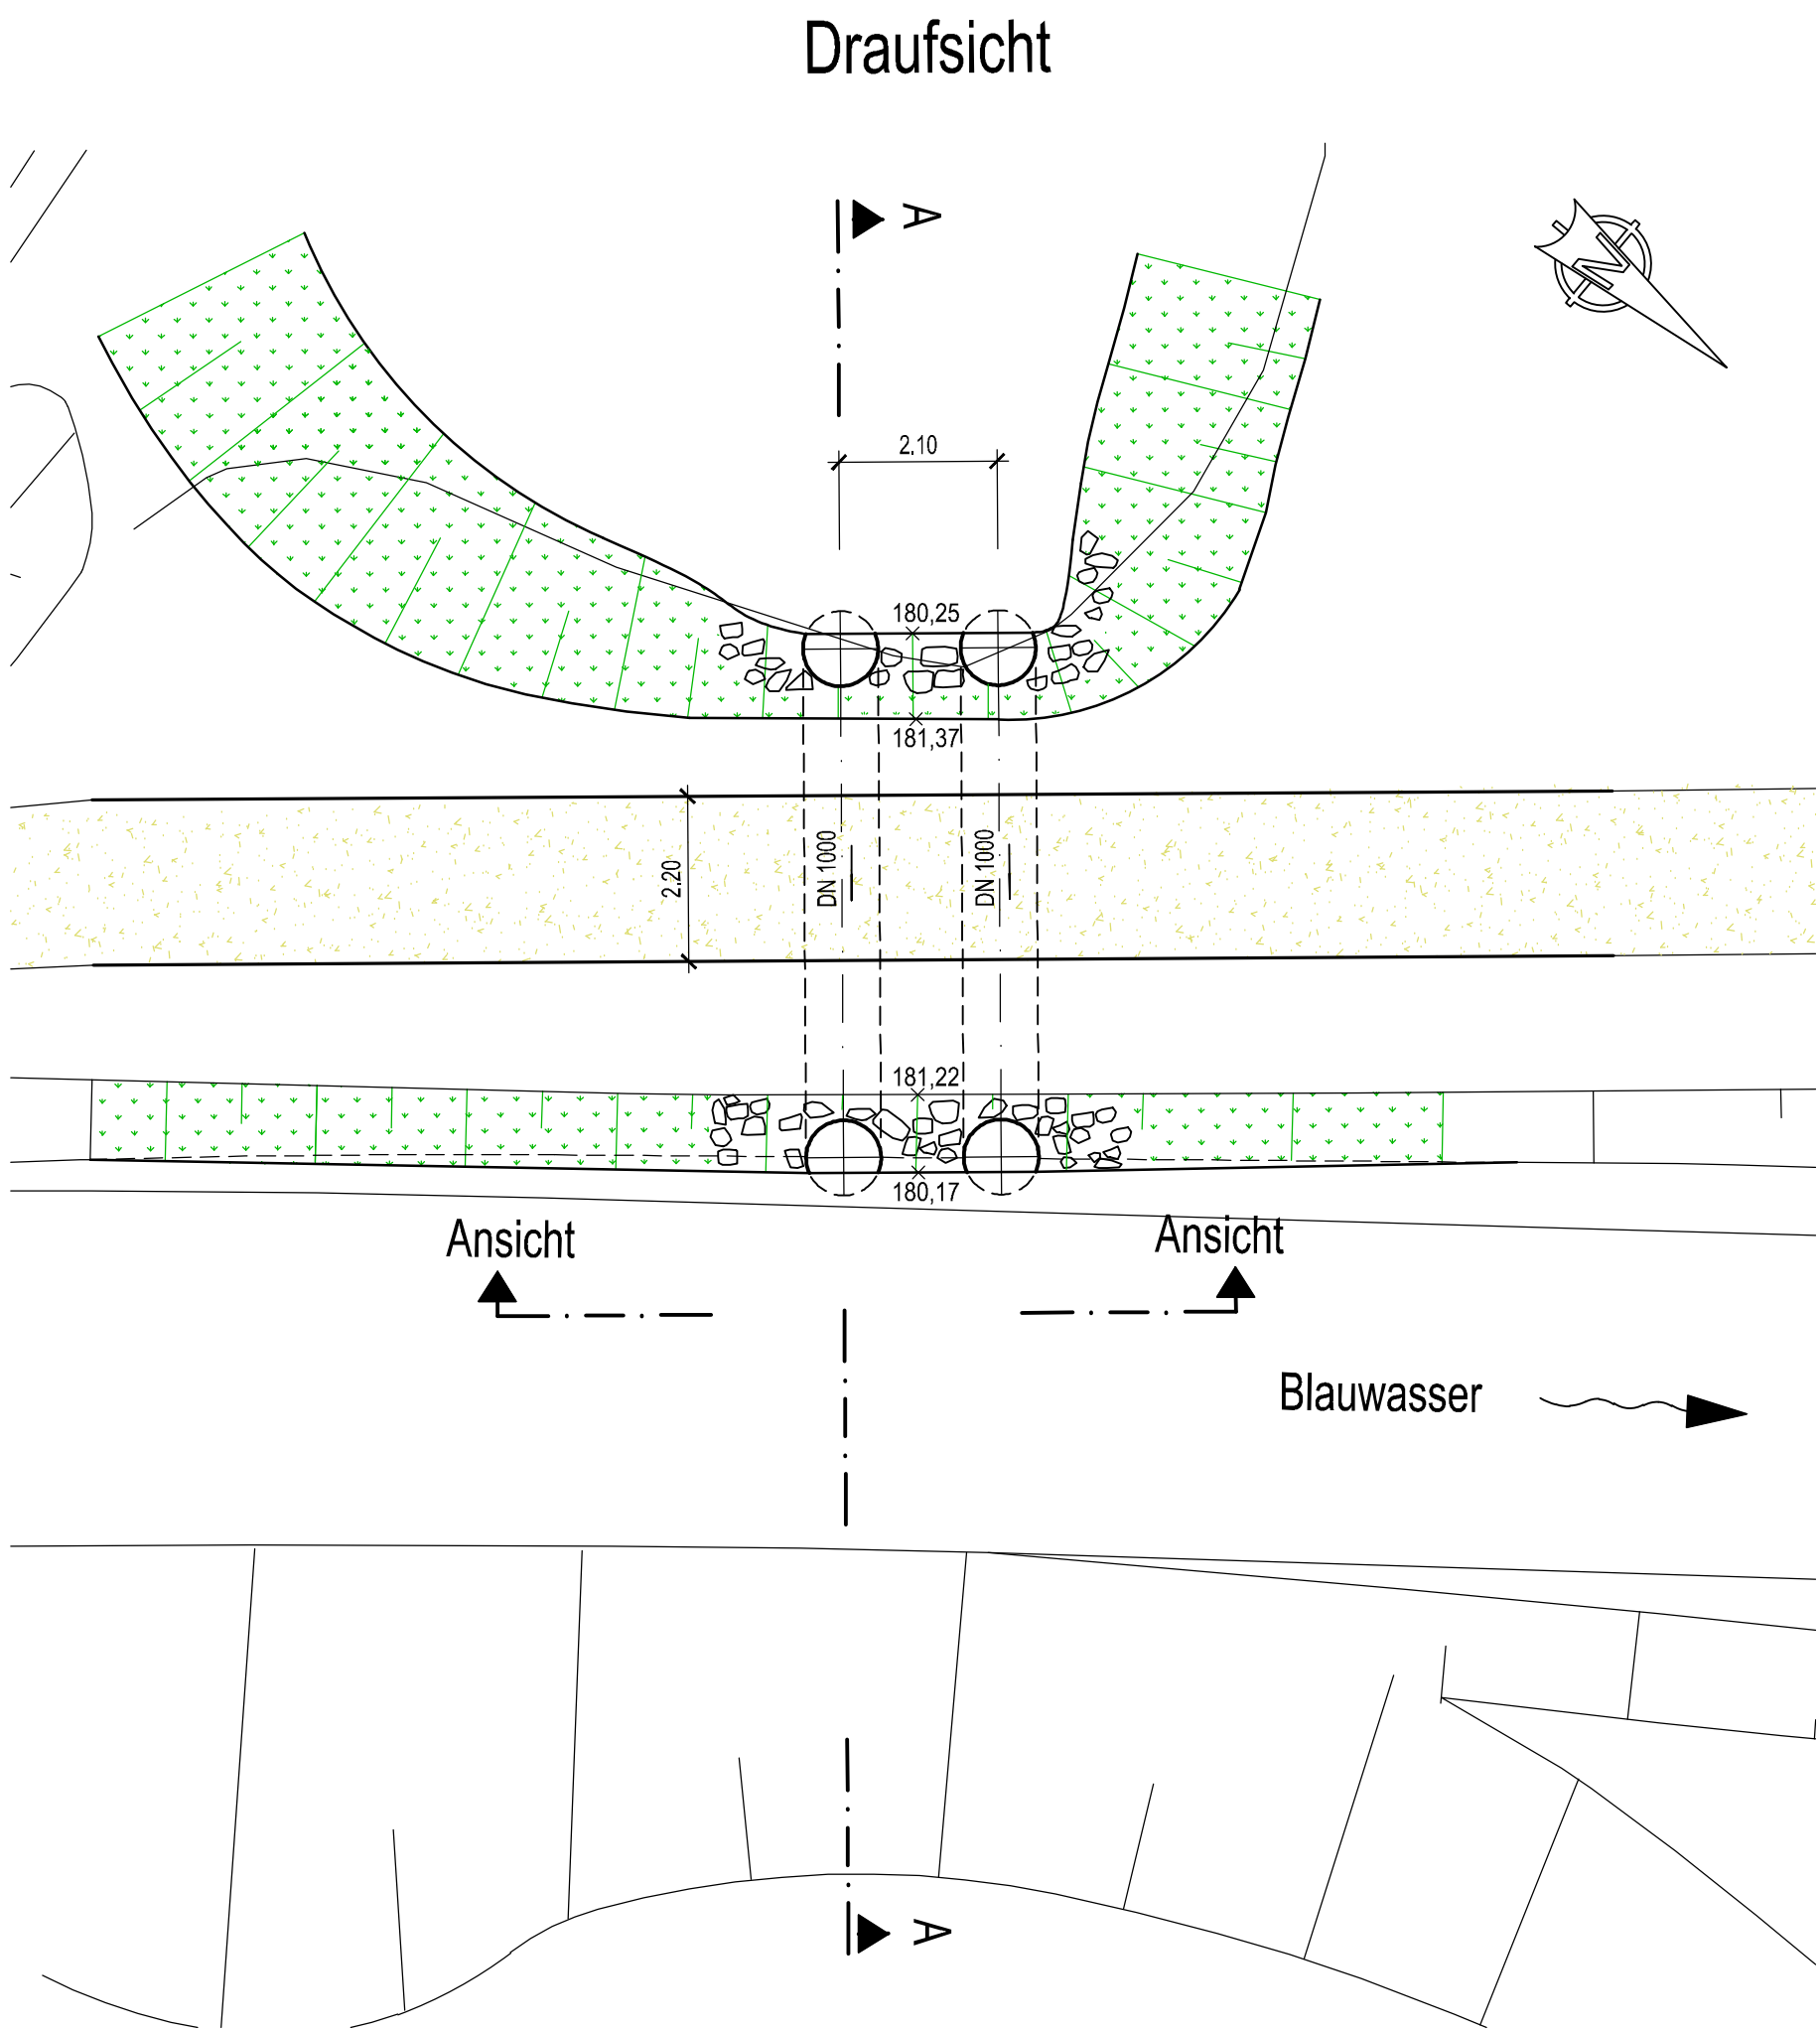 Draufsicht
A
N
2,10
180,25
181,37
2.20
DN 1000
DN 1000
181,22
180,17
Ansicht
Ansicht
Blauwasser
A